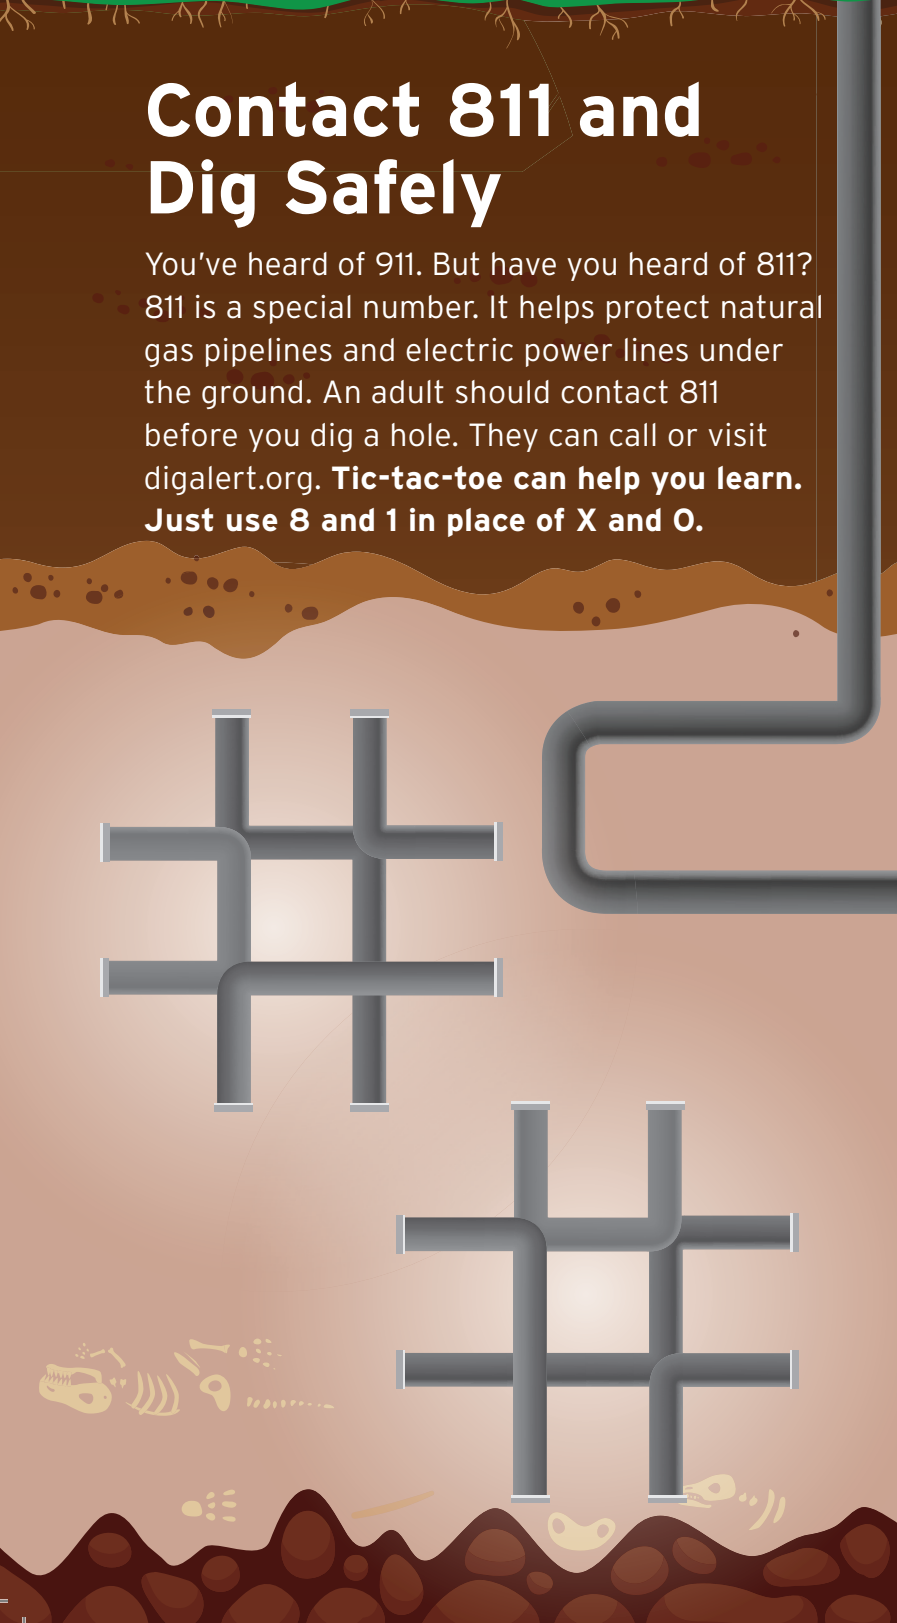 Contact 811 and
Dig Safely
You’ve heard of 911. But have you heard of 811?
811 is a special number. It helps protect natural
gas pipelines and electric power lines under
the ground. An adult should contact 811
before you dig a hole. They can call or visit
digalert.org. Tic-tac-toe can help you learn.
Just use 8 and 1 in place of X and O.